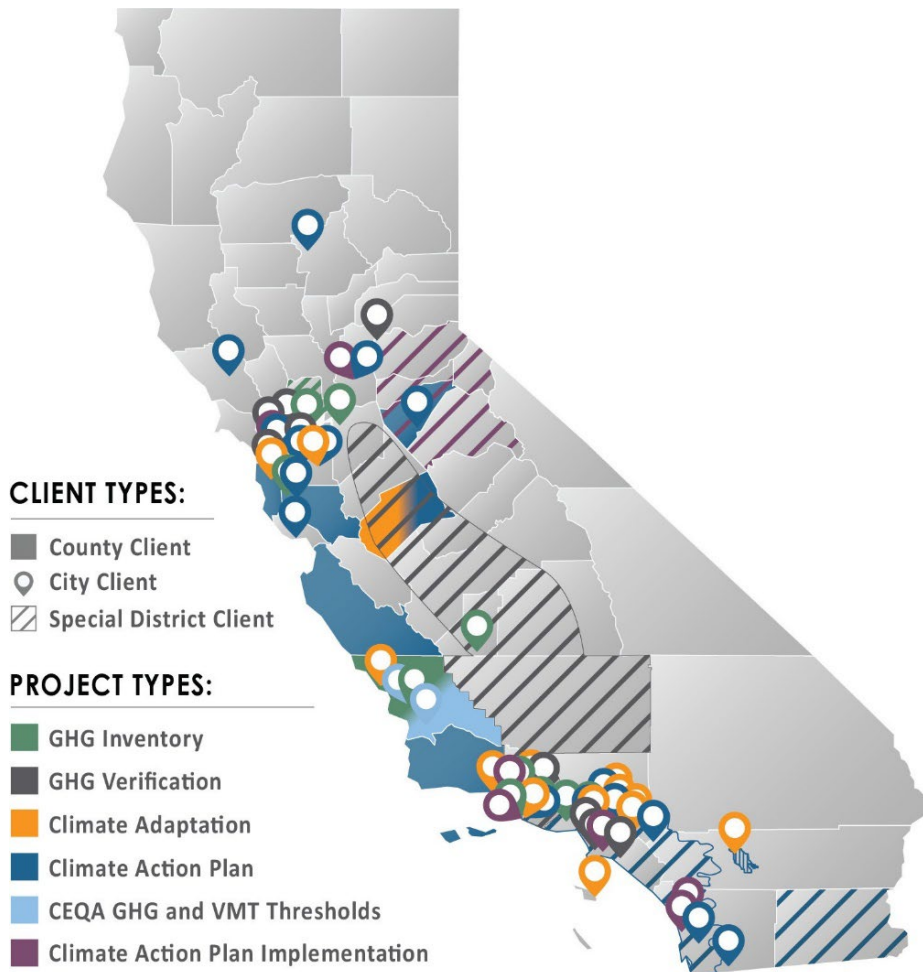 CLIENT TYPES:
County Client
City Client
Special District Client
PROJECT TYPES:
GHG Inventory
GHG Verification
Climate Adaptation
Climate Action Plan
CEQA GHG and VMT Thresholds
Climate Action Plan Implementation